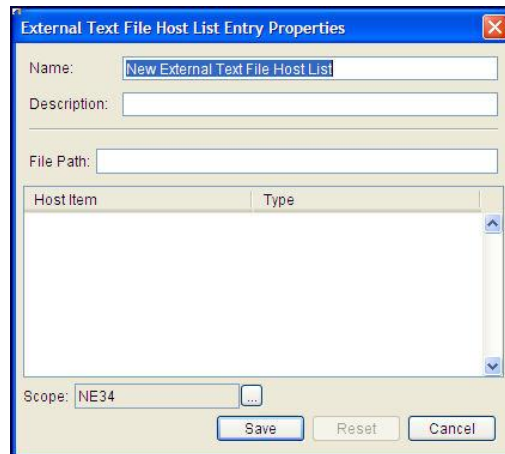 External Text File Host List Entry Properties
Name: New External Text File Host List
Description:
File Path:
Host Item Type
Scope: NE34 ...
Save Reset Cancel